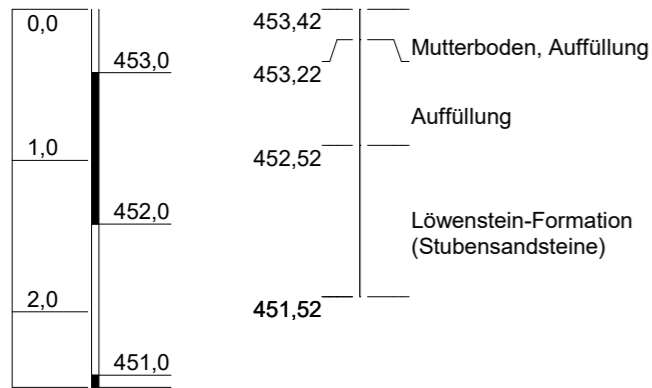 0,0
453,42
Mutterboden, Auffüllung
453,0
453,22
Auffüllung
1,0
452,52
452,0
Löwenstein-Formation
(Stubensandsteine)
2,0
451,52
451,0